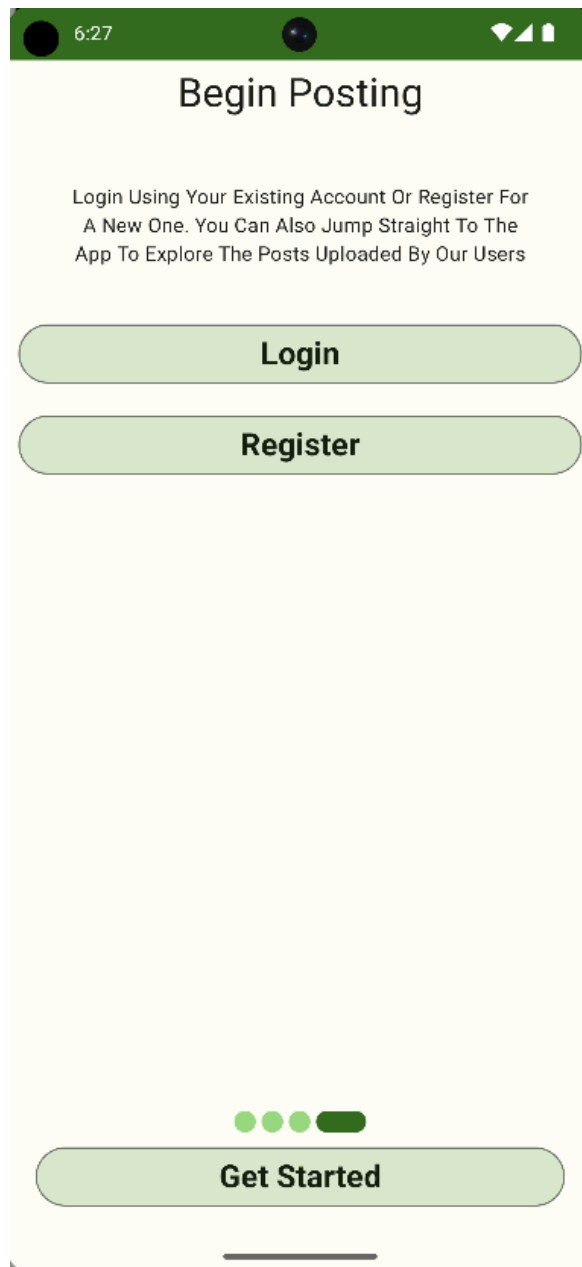 6:27
Begin Posting
Login Using Your Existing Account Or Register For
A New One. You Can Also Jump Straight To The
App To Explore The Posts Uploaded By Our Users
Login
Register
Get Started